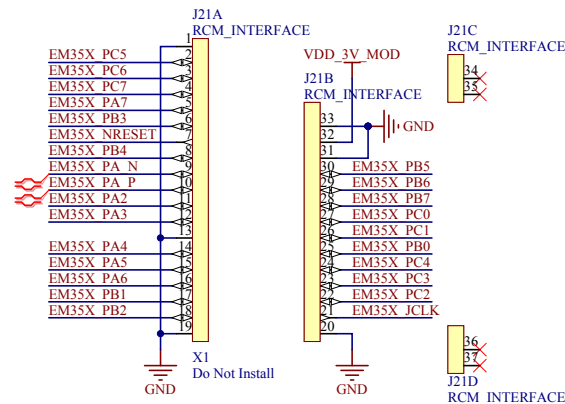 J21A
RCM_INTERFACE
1
EM35X_PC5
2
EM35X_PC6
3
EM35X_PC7
4
EM35X_PA7
5
EM35X_PB3
6
EM35X_NRESET
7
EM35X_PB4
8
EM35X_PA_N
9
EM35X_PA_P
10
EM35X_PA2
11
EM35X_PA3
12
13
EM35X_PA4
14
EM35X_PA5
15
EM35X_PA6
16
EM35X_PB1
17
EM35X_PB2
18
19
GND
X1
Do Not Install
VDD_3V_MOD
J21B
RCM_INTERFACE
33
GND
32
31
30
EM35X_PB5
29
EM35X_PB6
28
EM35X_PB7
27
EM35X_PC0
26
EM35X_PC1
25
EM35X_PB0
24
EM35X_PC4
23
EM35X_PC3
22
EM35X_PC2
21
EM35X_JCLK
20
GND
J21C
RCM_INTERFACE
34
35
36
37
J21D
RCM_INTERFACE